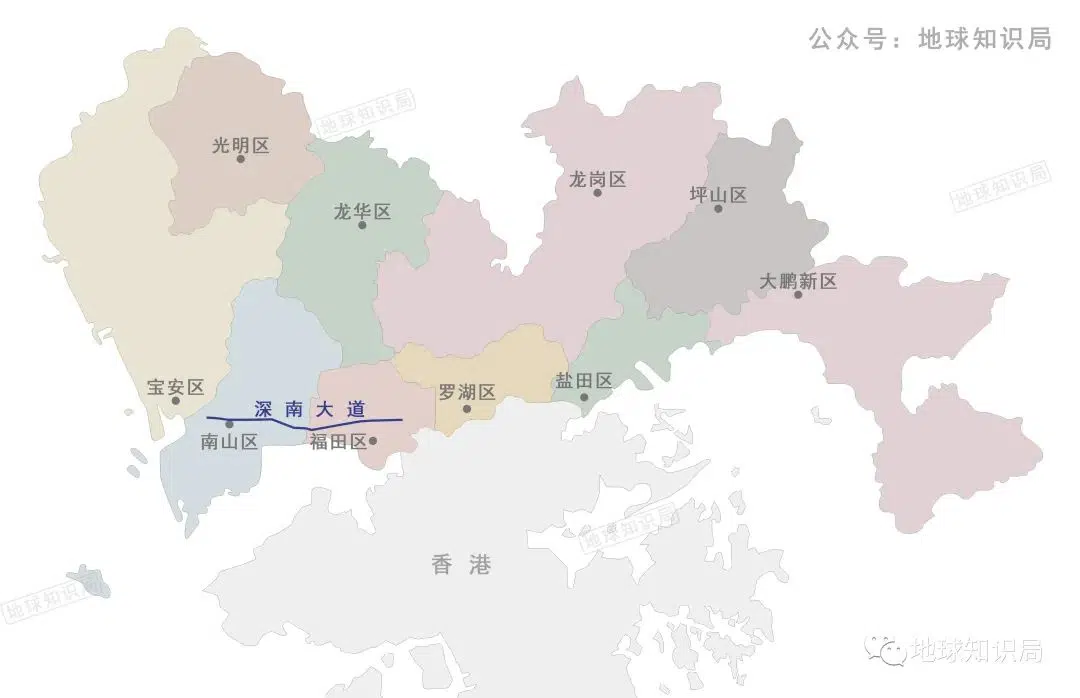 公众号：地球知识局
地球知识局
光明区
地球知识局
龙岗区
坪山区
龙华区
大鹏新区
宝安区
盐田区
罗湖区
深南大道
南山区
福田区
地球知识局
香港
地球知识局
地球知识局